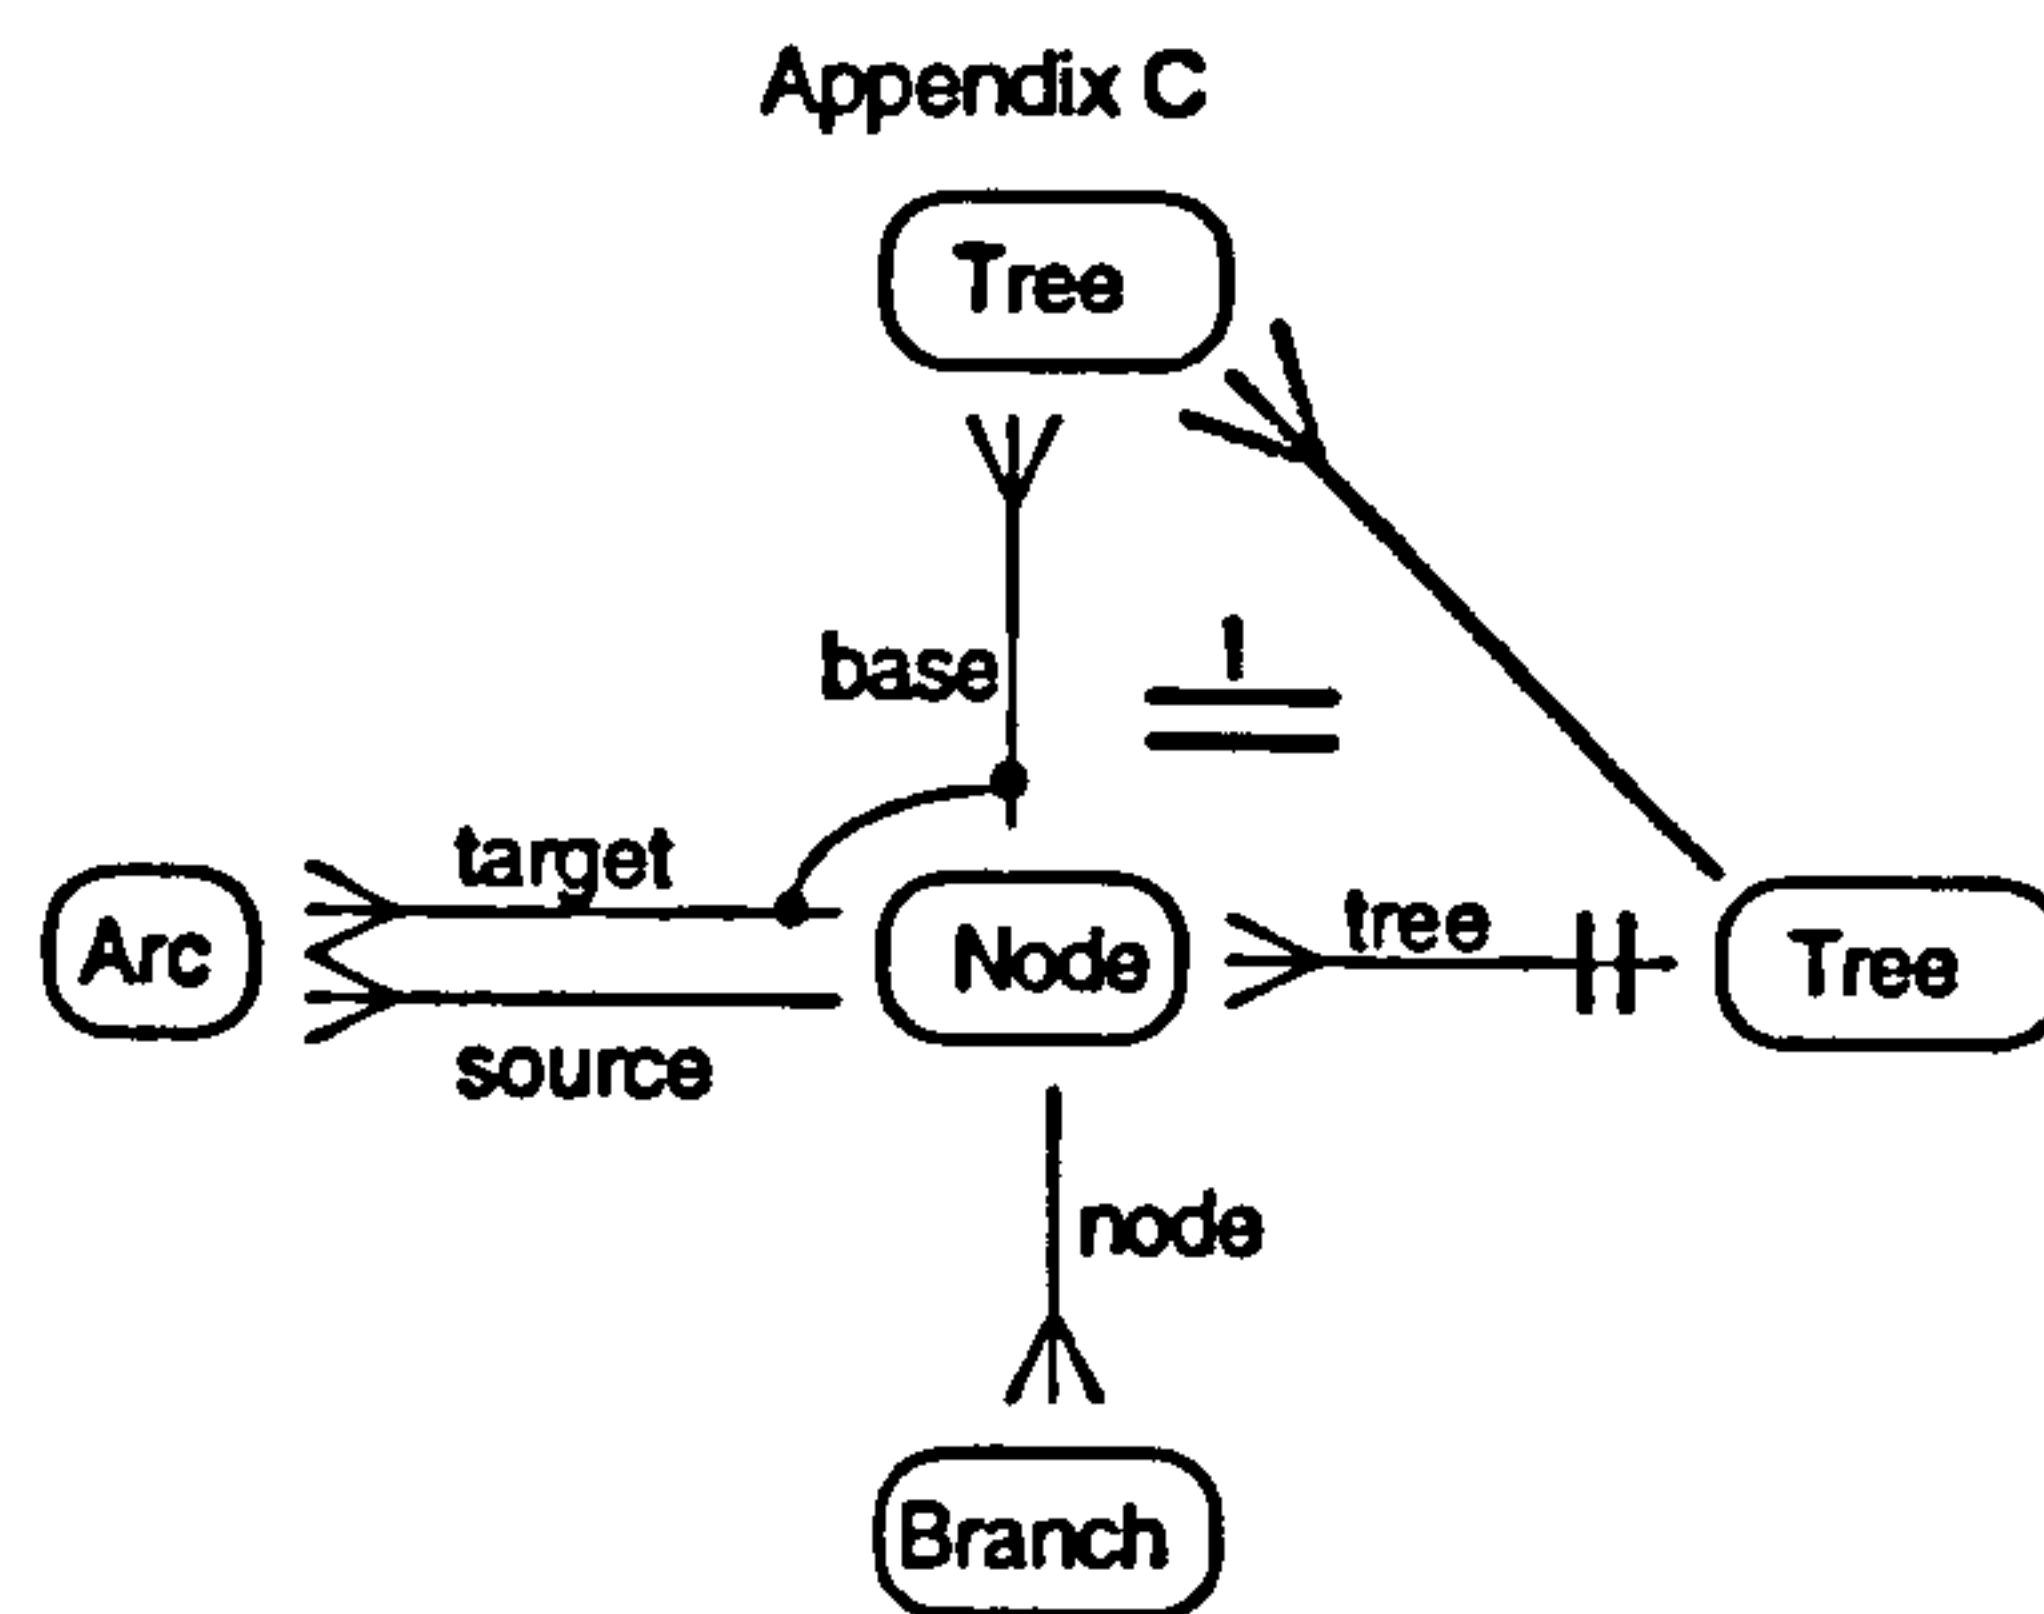 Appendix C
Tree
base
!
=
target
tree
Arc
Node
Tree
source
node
Branch